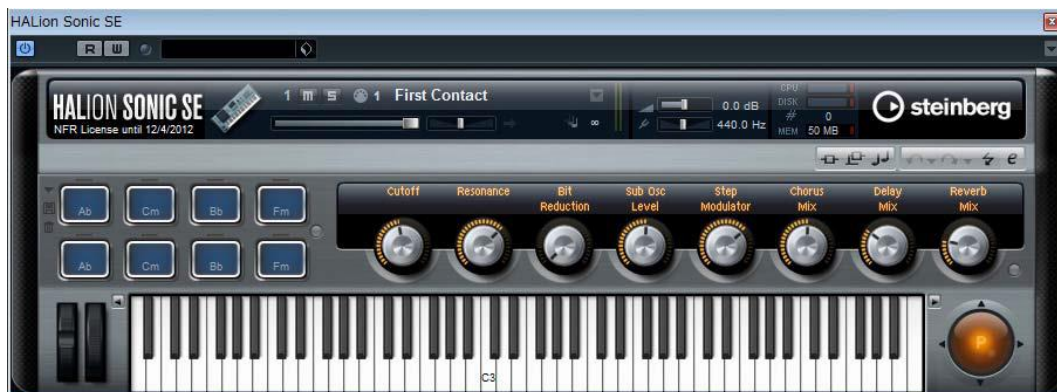 HALion Sonic SE
R W
HALION SONIC SE
NFR License until 12/4/2012
1 m S 1 First Contact
0.0 dB
440.0 Hz
CPU
DISK
# 0
MEM 50 MB
steinberg
e
Ab Cm Bb Fm
Ab Cm Bb Fm
Cutoff
Resonance
Bit
Reduction
Sub Osc
Level
Step
Modulator
Chorus
Mix
Delay
Mix
Reverb
Mix
C3
P